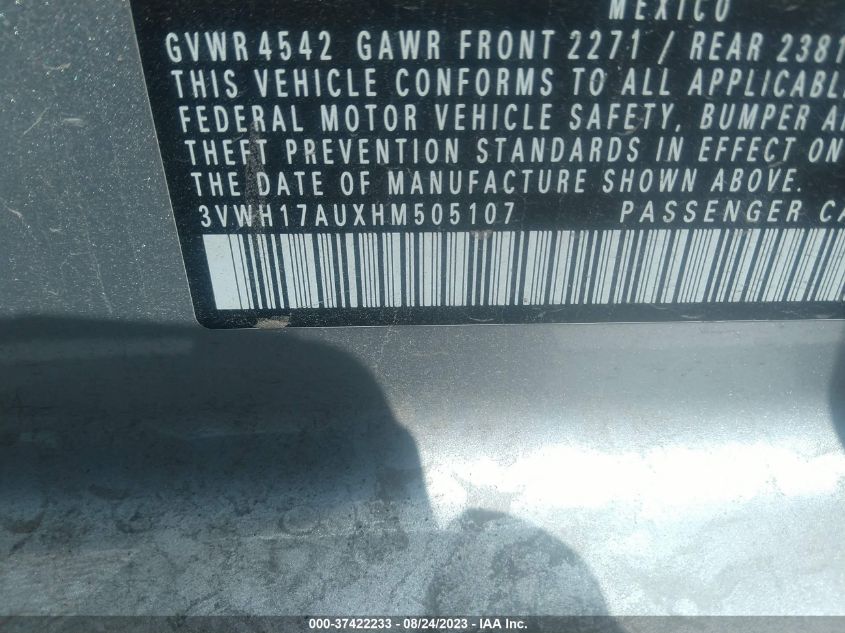 MEXICO
GVWR 4542 GAWR FRONT 2271 / REAR 2381
THIS VEHICLE CONFORMS TO ALL APPLICABLE
FEDERAL MOTOR VEHICLE SAFETY, BUMPER A
THEFT PREVENTION STANDARDS IN EFFECT ON
THE DATE OF MANUFACTURE SHOWN ABOVE.
3VWH17AUXHM505107 PASSENGER CA
000-37422233 - 08/24/2023 - IAA Inc.